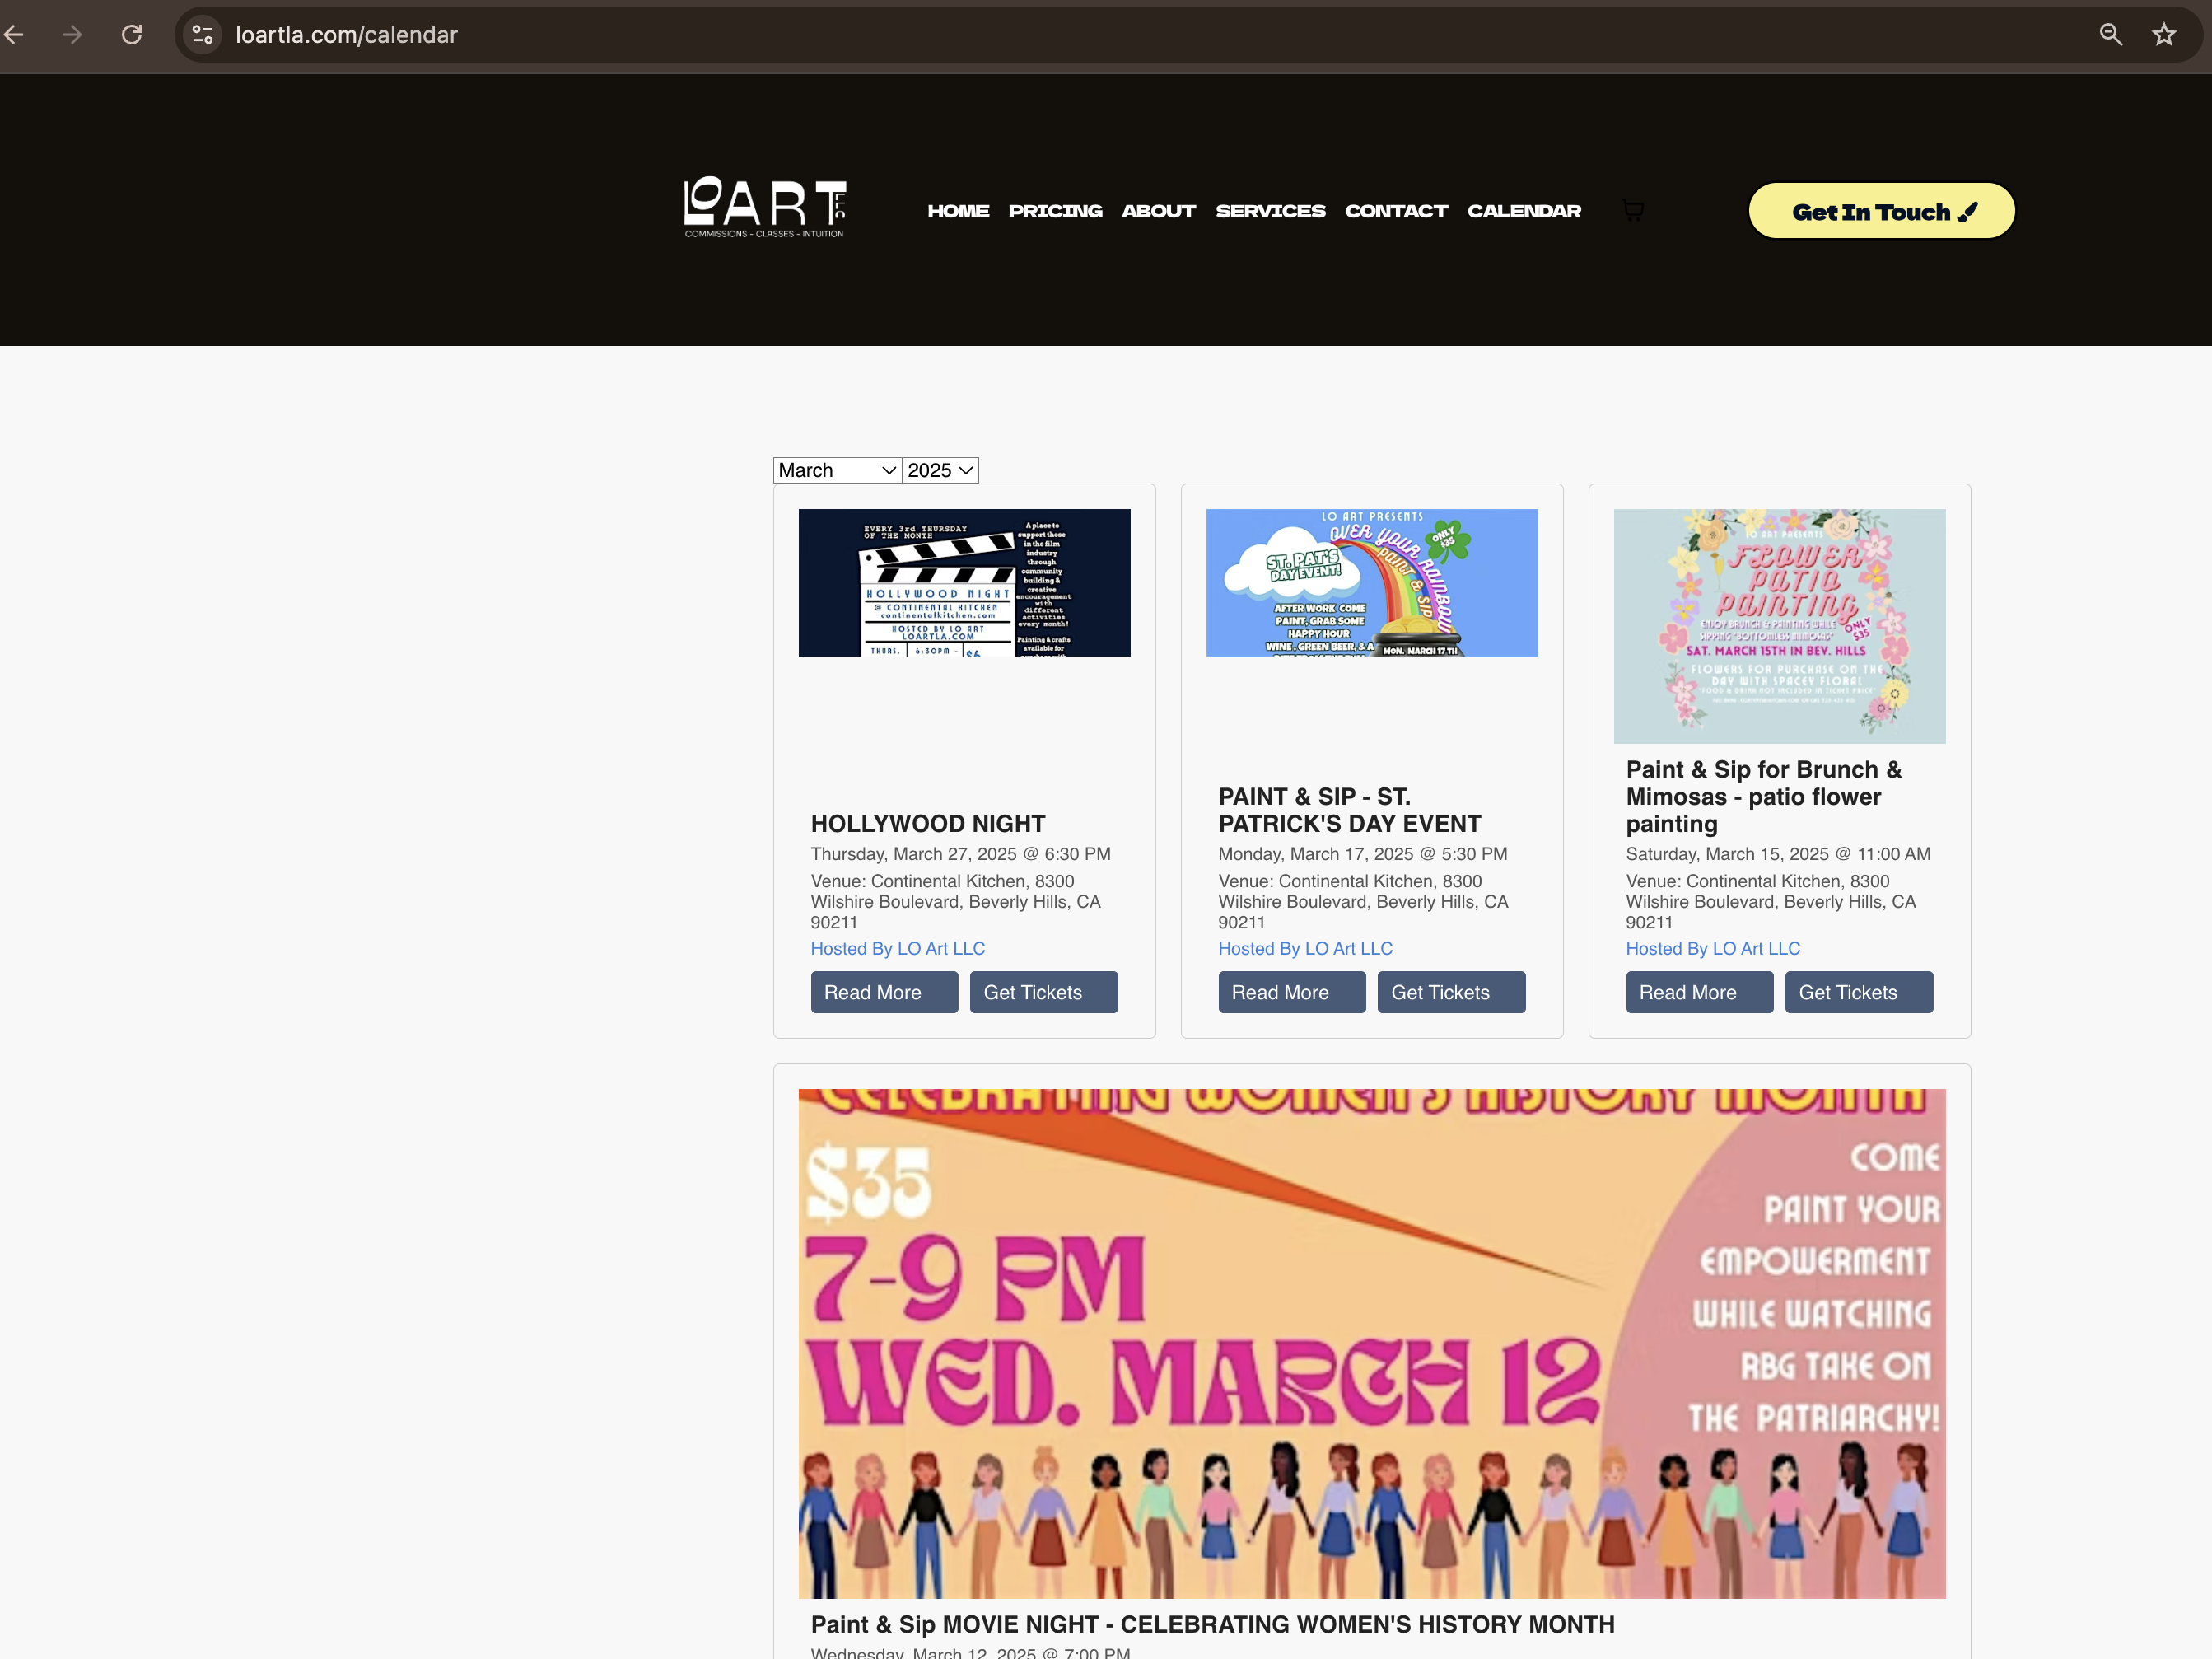 loartla.com/calendar
LOART LLC
COMMISSIONS - CLASSES - INTUITION
HOME PRICING ABOUT SERVICES CONTACT CALENDAR
Get In Touch
March 2025
EVERY 3rd THURSDAY
OF THE MONTH
HOLLYWOOD NIGHT
@ CONTINENTAL KITCHEN
continentalkitchen.com
HOSTED BY LO ART
LOARTLA.COM
THURS. 6:30PM - $6
A place to
support those
in the film
industry
through
community
building &
creative
encouragement
with
different
activities
every month!
Painting & crafts
available for
HOLLYWOOD NIGHT
Thursday, March 27, 2025 @ 6:30 PM
Venue: Continental Kitchen, 8300
Wilshire Boulevard, Beverly Hills, CA
90211
Hosted By LO Art LLC
Read More Get Tickets
LO ART PRESENTS
OVER YOUR RAINBOW
PAINT & SIP
ONLY
$35
ST. PAT'S
DAY EVENT!
AFTER WORK COME
PAINT, GRAB SOME
HAPPY HOUR
WINE, GREEN BEER, & A
MON. MARCH 17TH
PAINT & SIP - ST.
PATRICK'S DAY EVENT
Monday, March 17, 2025 @ 5:30 PM
Venue: Continental Kitchen, 8300
Wilshire Boulevard, Beverly Hills, CA
90211
Hosted By LO Art LLC
Read More Get Tickets
LO ART PRESENTS
FLOWER
PATIO
PAINTING
ONLY
$35
ENJOY BRUNCH & PAINTING WHILE
SIPPING "BOTTOMLESS MIMOSAS"
SAT. MARCH 15TH IN BEV. HILLS
FLOWERS FOR PURCHASE ON THE
DAY WITH SPACEY FLORAL
*FOOD & DRINK NOT INCLUDED IN TICKET PRICE*
Paint & Sip for Brunch &
Mimosas - patio flower
painting
Saturday, March 15, 2025 @ 11:00 AM
Venue: Continental Kitchen, 8300
Wilshire Boulevard, Beverly Hills, CA
90211
Hosted By LO Art LLC
Read More Get Tickets
CELEBRATING WOMEN'S HISTORY MONTH
$35
7-9 PM
WED. MARCH 12
COME
PAINT YOUR
EMPOWERMENT
WHILE WATCHING
RBG TAKE ON
THE PATRIARCHY!
Paint & Sip MOVIE NIGHT - CELEBRATING WOMEN'S HISTORY MONTH
Wednesday, March 12, 2025 @ 7:00 PM